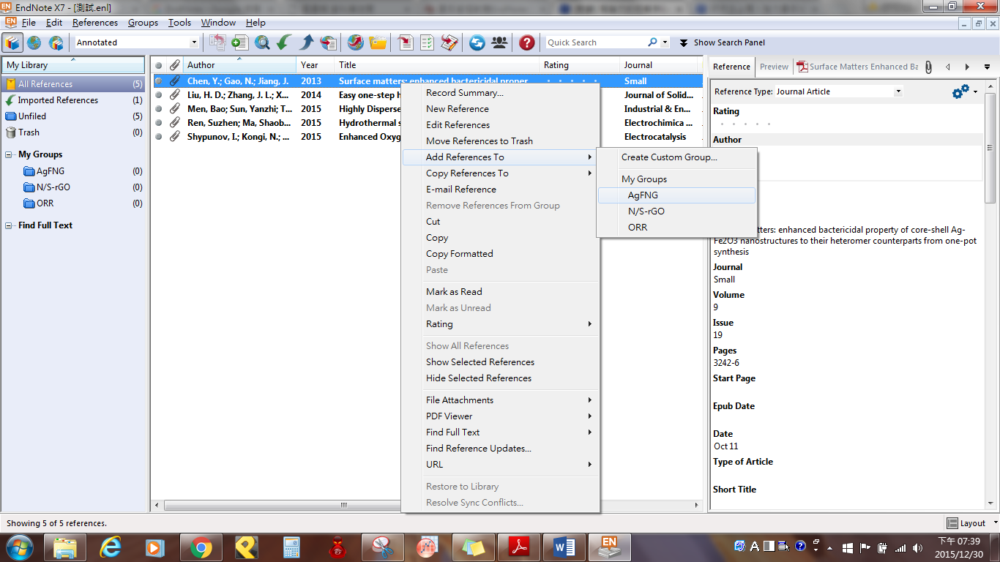 EndNote X7 - [測試.enl]
File Edit References Groups Tools Window Help
Annotated
Quick Search
Show Search Panel
My Library
All References (5)
Imported References (1)
Unfiled (0)
Trash (0)
My Groups
AgFNG (0)
N/S-rGO (0)
ORR (0)
Find Full Text
Author Year Title Rating Journal
Chen, Y.; Gao, N.; Jiang, J. 2013 Surface matters: enhanced bactericidal proper... Small
Liu, H. D.; Zhang, J. L.; X... 2014 Easy one-step h Journal of Solid...
Men, Bao; Sun, Yanzhi; T... 2015 Highly Disperse Industrial & En...
Ren, Suzhen; Ma, Shaob... 2015 Hydrothermal s Electrochimica ...
Shypunov, I.; Kongi, N.; ... 2015 Enhanced Oxyg Electrocatalysis
Record Summary...
New Reference
Edit References
Move References to Trash
Add References To
Copy References To
E-mail Reference
Remove References From Group
Cut
Copy
Copy Formatted
Paste
Mark as Read
Mark as Unread
Rating
Show All References
Show Selected References
Hide Selected References
File Attachments
PDF Viewer
Find Full Text
Find Reference Updates...
URL
Restore to Library
Resolve Sync Conflicts...
Create Custom Group...
My Groups
AgFNG
N/S-rGO
ORR
Reference Preview Surface Matters Enhanced Ba
Reference Type: Journal Article
Rating
Author
tters: enhanced bactericidal property of core-shell Ag-
Fe2O3 nanostructures to their heteromer counterparts from one-pot
synthesis
Journal
Small
Volume
9
Issue
19
Pages
3242-6
Start Page
Epub Date
Date
Oct 11
Type of Article
Short Title
Showing 5 of 5 references.
Layout
下午 07:39
2015/12/30